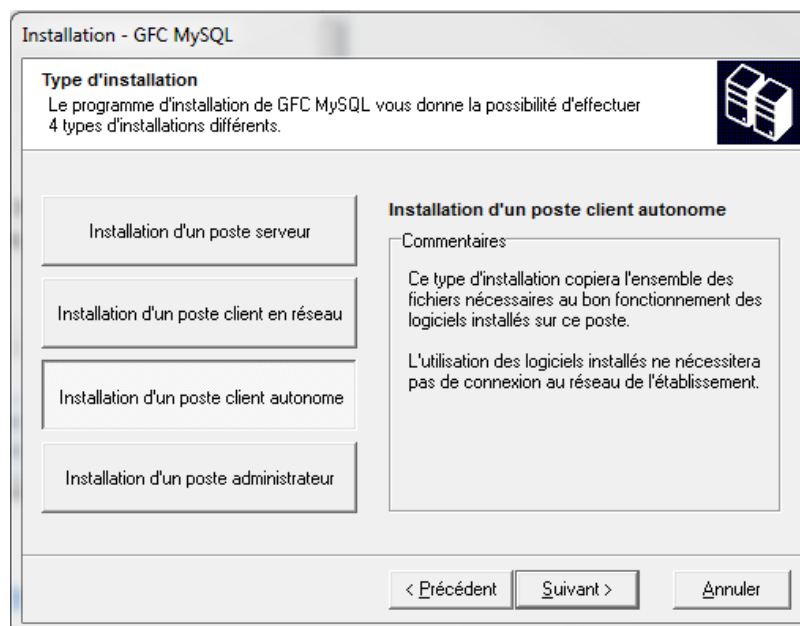 Installation - GFC MySQL
Type d'installation
Le programme d'installation de GFC MySQL vous donne la possibilité d'effectuer
4 types d'installations différents.
Installation d'un poste serveur
Installation d'un poste client en réseau
Installation d'un poste client autonome
Installation d'un poste administrateur
Installation d'un poste client autonome
Commentaires
Ce type d'installation copiera l'ensemble des
fichiers nécessaires au bon fonctionnement des
logiciels installés sur ce poste.
L'utilisation des logiciels installés ne nécessitera
pas de connexion au réseau de l'établissement.
< Précédent
Suivant >
Annuler